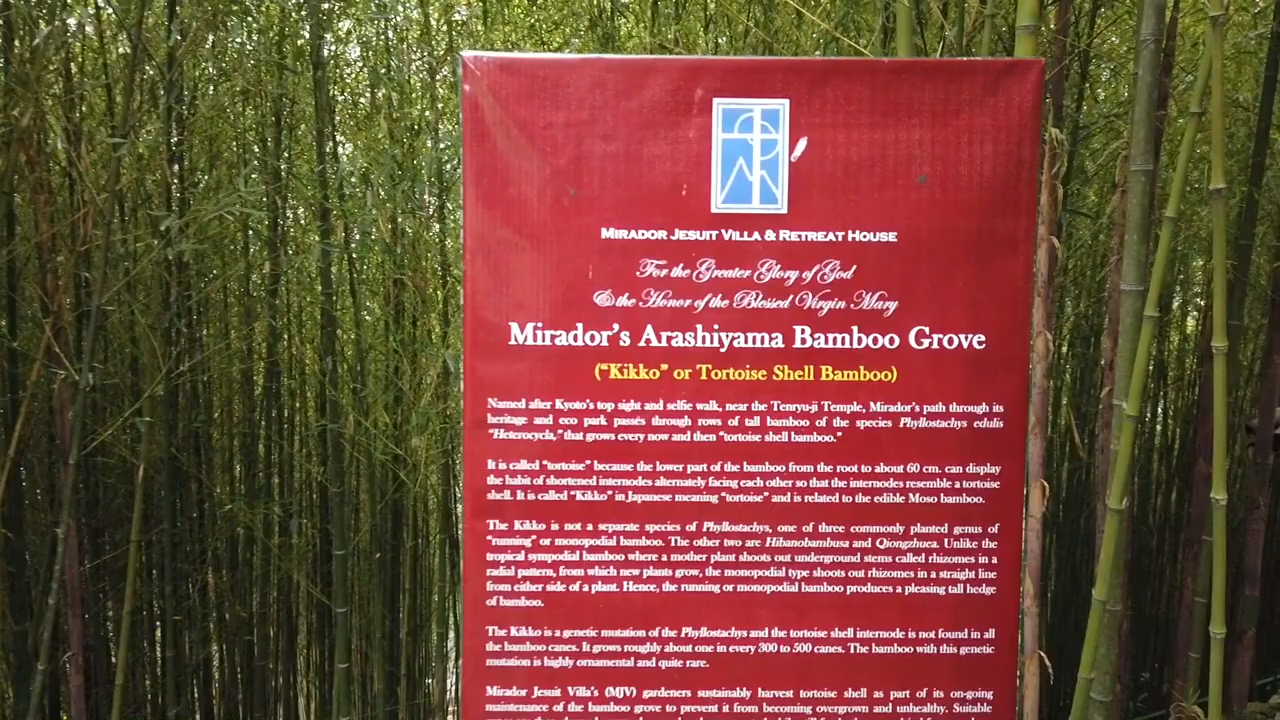 MIRADOR JESUIT VILLA & RETREAT HOUSE
For the Greater Glory of God
& the Honor of the Blessed Virgin Mary
Mirador's Arashiyama Bamboo Grove
("Kikko" or Tortoise Shell Bamboo)
Named after Kyoto's top sight and selfie walk, near the Tenryu-ji Temple, Mirador's path through its
heritage and eco park passes through rows of tall bamboo of the species Phyllostachys edulis
"Heterocycla," that grows every now and then "tortoise shell bamboo."
It is called "tortoise" because the lower part of the bamboo from the root to about 60 cm. can display
the habit of shortened internodes alternately facing each other so that the internodes resemble a tortoise
shell. It is called "Kikko" in Japanese meaning "tortoise" and is related to the edible Moso bamboo.
The Kikko is not a separate species of Phyllostachys, one of three commonly planted genus of
"running" or monopodial bamboo. The other two are Hibanobambusa and Qiongzhuea. Unlike the
tropical sympodial bamboo where a mother plant shoots out underground stems called rhizomes in a
radial pattern, from which new plants grow, the monopodial type shoots out rhizomes in a straight line
from either side of a plant. Hence, the running or monopodial bamboo produces a pleasing tall hedge
of bamboo.
The Kikko is a genetic mutation of the Phyllostachys and the tortoise shell internode is not found in all
the bamboo canes. It grows roughly about one in every 300 to 500 canes. The bamboo with this genetic
mutation is highly ornamental and quite rare.
Mirador Jesuit Villa's (MJV) gardeners sustainably harvest tortoise shell as part of its on-going
maintenance of the bamboo grove to prevent it from becoming overgrown and unhealthy. Suitable